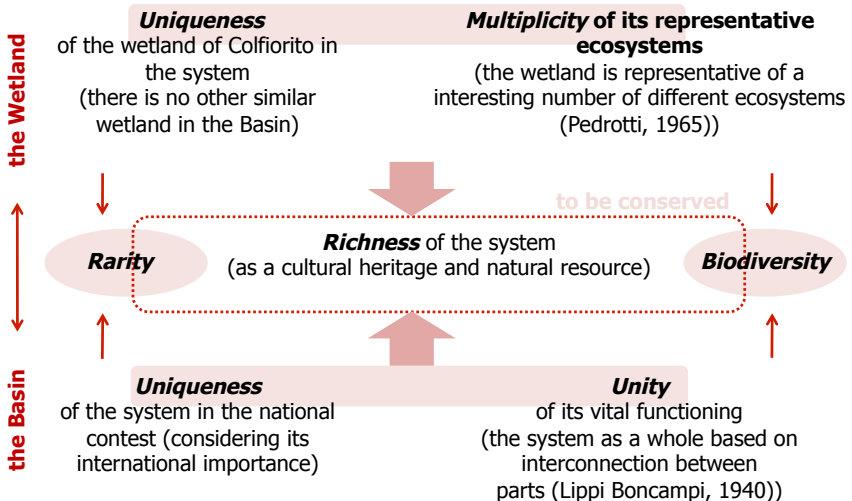 the Wetland
Uniqueness
of the wetland of Colfiorito in
the system
(there is no other similar
wetland in the Basin)
Multiplicity of its representative
ecosystems
(the wetland is representative of a
interesting number of different ecosystems
(Pedrotti, 1965))
to be conserved
Rarity
Richness of the system
(as a cultural heritage and natural resource)
Biodiversity
the Basin
Uniqueness
of the system in the national
contest (considering its
international importance)
Unity
of its vital functioning
(the system as a whole based on
interconnection between
parts (Lippi Boncampi, 1940))